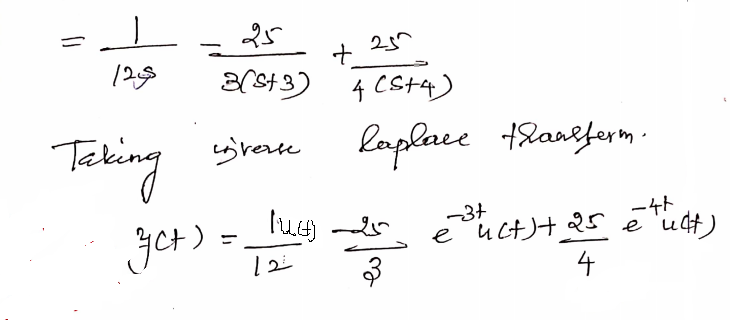 = 1/12s - 25/3(s+3) + 25/4(s+4)
Taking inverse laplace transform.
y(t) = 1u(t)/12 - 25/3 e^-3t u(t) + 25/4 e^-4t u(t)